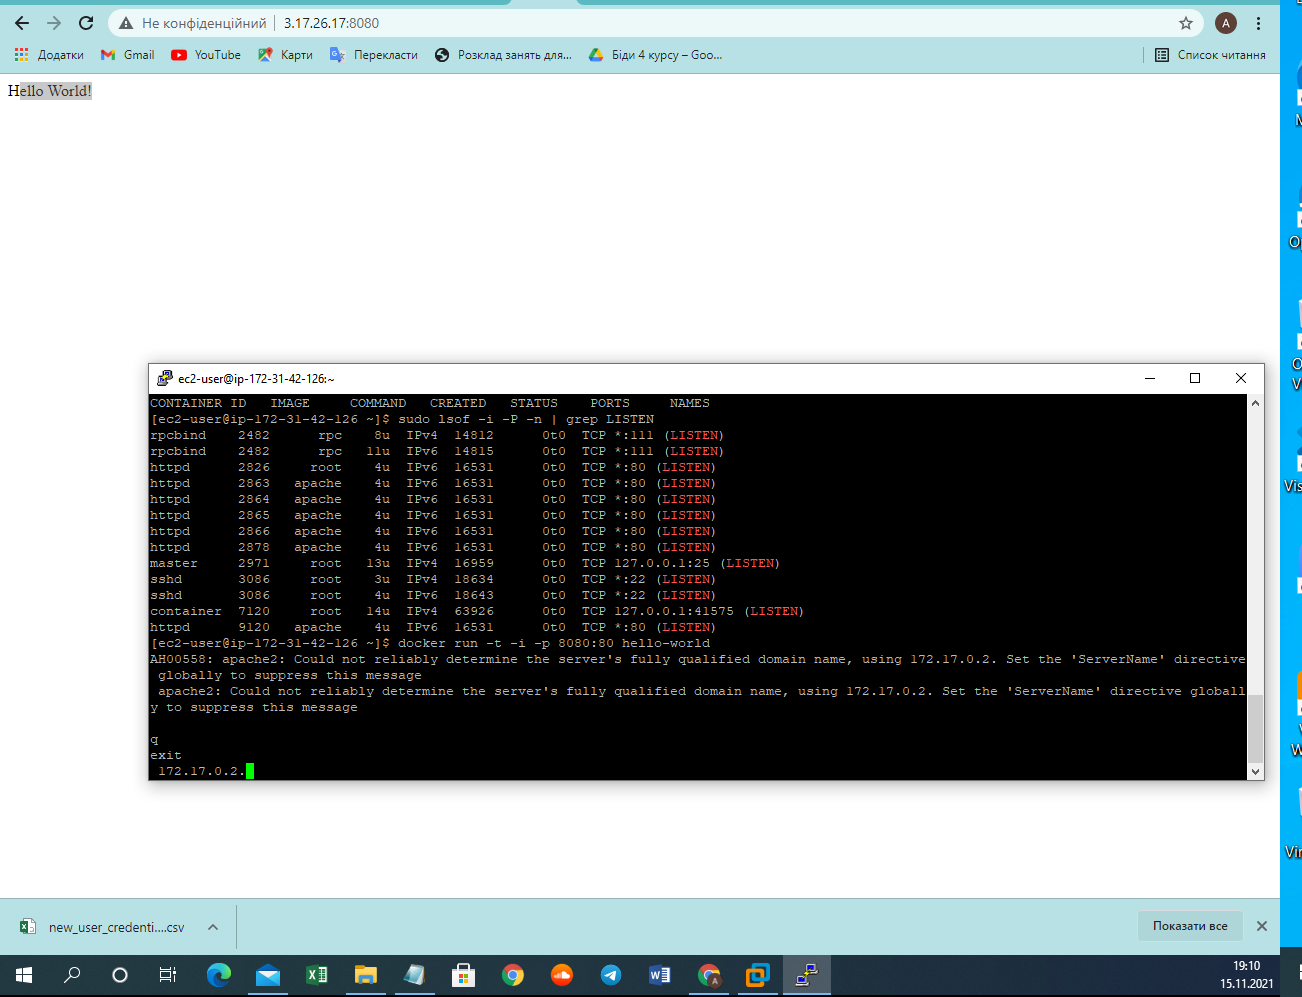 Не конфіденційний 3.17.26.17:8080 A
Додатки Gmail YouTube Карти Перекласти Розклад занять для... Біди 4 курсу – Goo... Список читання
Hello World!
ec2-user@ip-172-31-42-126:~
CONTAINER ID   IMAGE     COMMAND   CREATED   STATUS    PORTS     NAMES
[ec2-user@ip-172-31-42-126 ~]$ sudo lsof -i -P -n | grep LISTEN
rpcbind    2482      rpc    8u  IPv4  14812      0t0  TCP *:111 (LISTEN)
rpcbind    2482      rpc   11u  IPv6  14815      0t0  TCP *:111 (LISTEN)
httpd      2826     root    4u  IPv6  16531      0t0  TCP *:80 (LISTEN)
httpd      2863   apache    4u  IPv6  16531      0t0  TCP *:80 (LISTEN)
httpd      2864   apache    4u  IPv6  16531      0t0  TCP *:80 (LISTEN)
httpd      2865   apache    4u  IPv6  16531      0t0  TCP *:80 (LISTEN)
httpd      2866   apache    4u  IPv6  16531      0t0  TCP *:80 (LISTEN)
httpd      2878   apache    4u  IPv6  16531      0t0  TCP *:80 (LISTEN)
master     2971     root   13u  IPv4  16959      0t0  TCP 127.0.0.1:25 (LISTEN)
sshd       3086     root    3u  IPv4  18634      0t0  TCP *:22 (LISTEN)
sshd       3086     root    4u  IPv6  18643      0t0  TCP *:22 (LISTEN)
container  7120     root   14u  IPv4  63926      0t0  TCP 127.0.0.1:41575 (LISTEN)
httpd      9120   apache    4u  IPv6  16531      0t0  TCP *:80 (LISTEN)
[ec2-user@ip-172-31-42-126 ~]$ docker run -t -i -p 8080:80 hello-world
AH00558: apache2: Could not reliably determine the server's fully qualified domain name, using 172.17.0.2. Set the 'ServerName' directive
globally to suppress this message
apache2: Could not reliably determine the server's fully qualified domain name, using 172.17.0.2. Set the 'ServerName' directive globall
y to suppress this message
q
exit
172.17.0.2.
new_user_credenti....csv
Показати все
19:10
15.11.2021